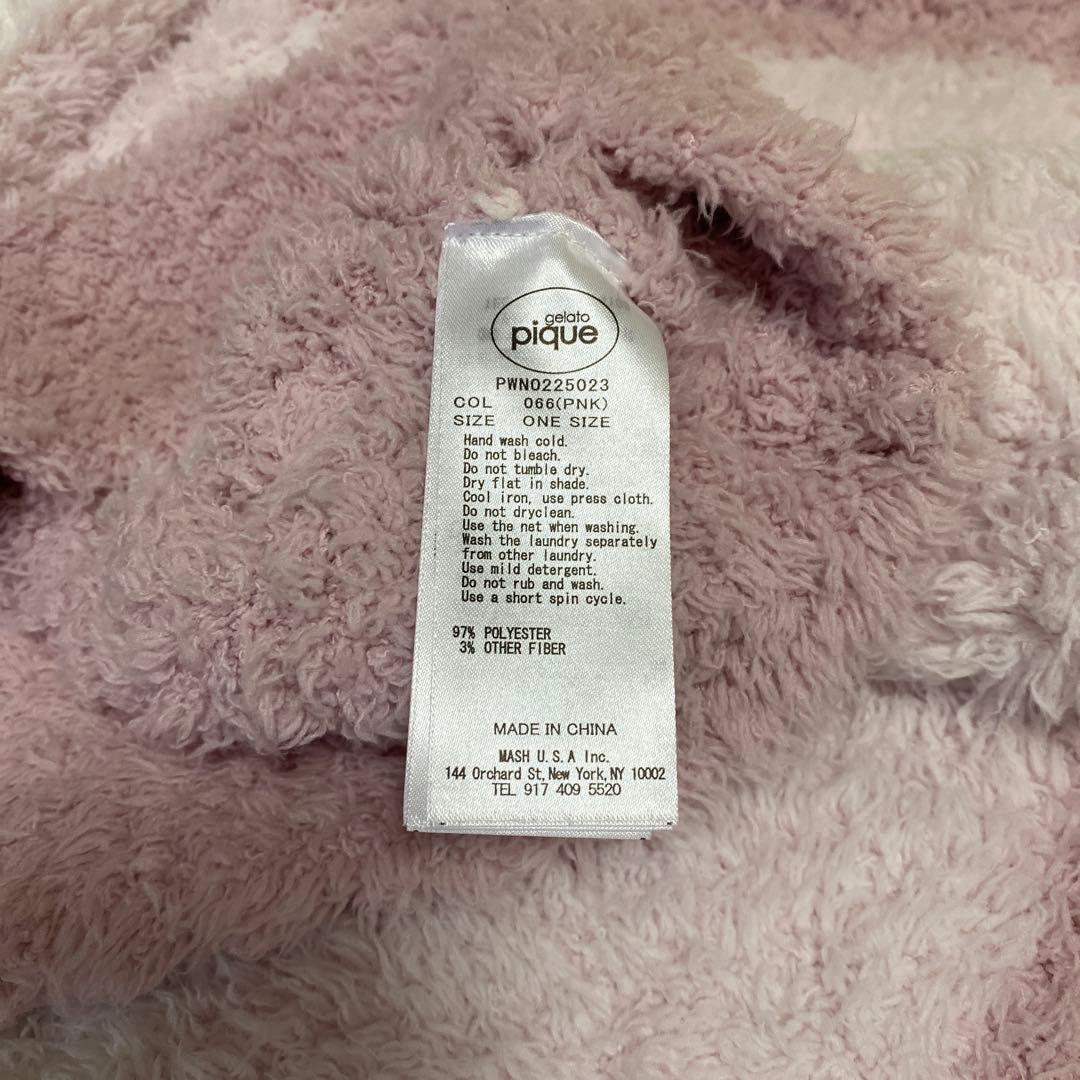 gelato
pique
PWNO225023
COL 066(PNK)
SIZE ONE SIZE
Hand wash cold.
Do not bleach.
Do not tumble dry.
Dry flat in shade.
Cool iron, use press cloth.
Do not dryclean.
Use the net when washing.
Wash the laundry separately
from other laundry.
Use mild detergent.
Do not rub and wash.
Use a short spin cycle.
97% POLYESTER
3% OTHER FIBER
MADE IN CHINA
MASH U.S.A Inc.
144 Orchard St, New York, NY 10002
TEL 917 409 5520